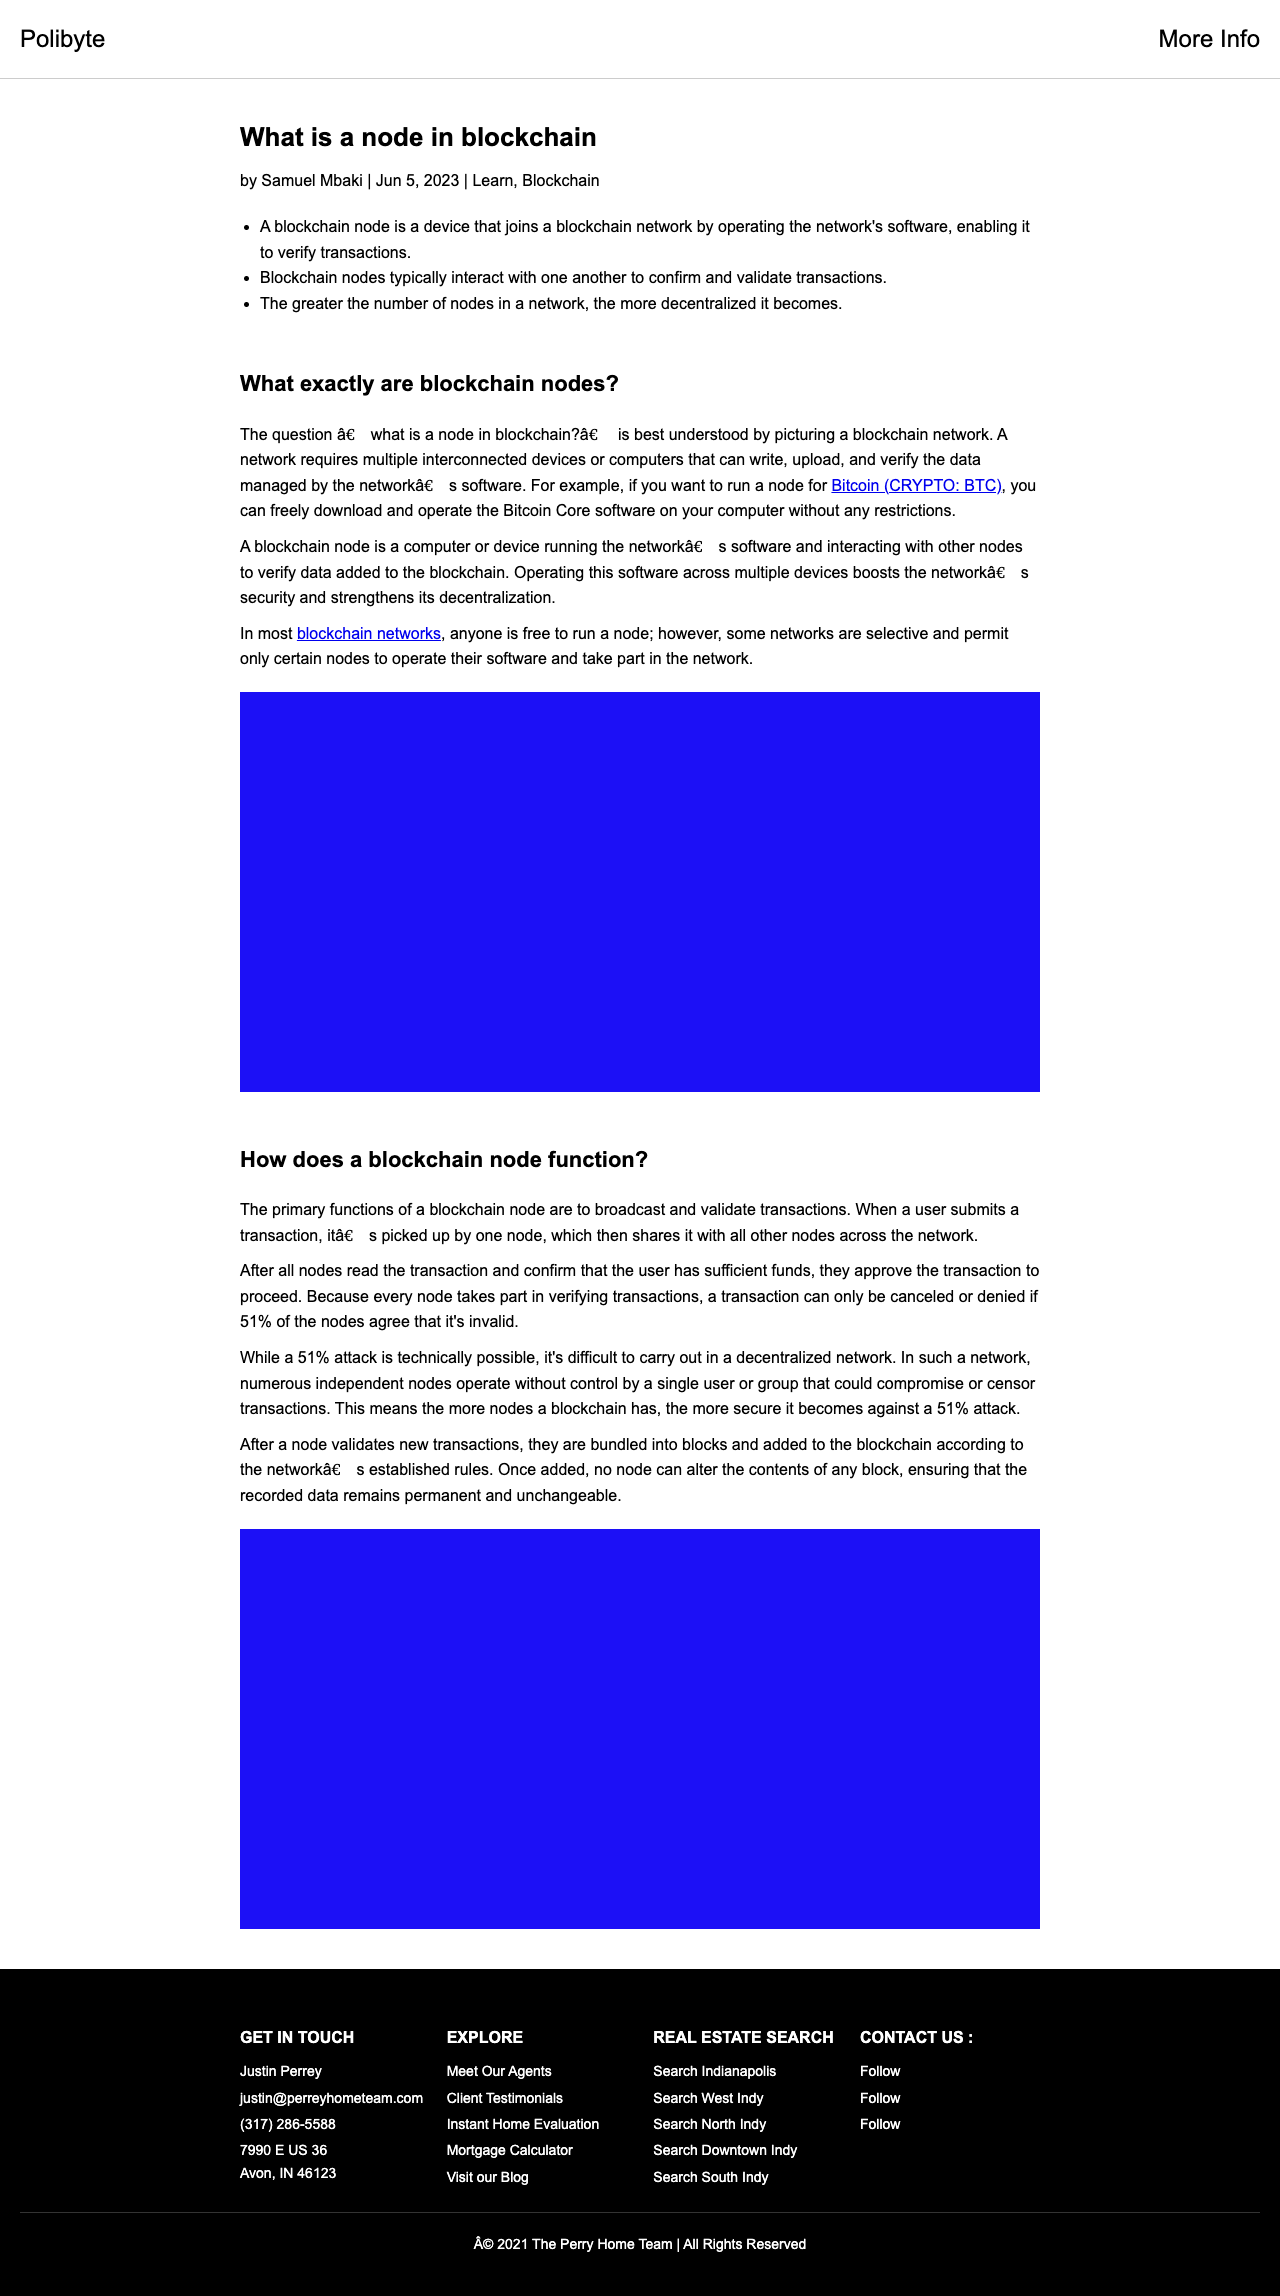 Polibyte
More Info
What is a node in blockchain
by Samuel Mbaki | Jun 5, 2023 | Learn, Blockchain
• A blockchain node is a device that joins a blockchain network by operating the network's software, enabling it
to verify transactions.
• Blockchain nodes typically interact with one another to confirm and validate transactions.
• The greater the number of nodes in a network, the more decentralized it becomes.
What exactly are blockchain nodes?
The question â€ what is a node in blockchain?â€ is best understood by picturing a blockchain network. A
network requires multiple interconnected devices or computers that can write, upload, and verify the data
managed by the networkâ€ s software. For example, if you want to run a node for Bitcoin (CRYPTO: BTC), you
can freely download and operate the Bitcoin Core software on your computer without any restrictions.
A blockchain node is a computer or device running the networkâ€ s software and interacting with other nodes
to verify data added to the blockchain. Operating this software across multiple devices boosts the networkâ€ s
security and strengthens its decentralization.
In most blockchain networks, anyone is free to run a node; however, some networks are selective and permit
only certain nodes to operate their software and take part in the network.
How does a blockchain node function?
The primary functions of a blockchain node are to broadcast and validate transactions. When a user submits a
transaction, itâ€ s picked up by one node, which then shares it with all other nodes across the network.
After all nodes read the transaction and confirm that the user has sufficient funds, they approve the transaction to
proceed. Because every node takes part in verifying transactions, a transaction can only be canceled or denied if
51% of the nodes agree that it's invalid.
While a 51% attack is technically possible, it's difficult to carry out in a decentralized network. In such a network,
numerous independent nodes operate without control by a single user or group that could compromise or censor
transactions. This means the more nodes a blockchain has, the more secure it becomes against a 51% attack.
After a node validates new transactions, they are bundled into blocks and added to the blockchain according to
the networkâ€ s established rules. Once added, no node can alter the contents of any block, ensuring that the
recorded data remains permanent and unchangeable.
GET IN TOUCH
Justin Perrey
justin@perreyhometeam.com
(317) 286-5588
7990 E US 36
Avon, IN 46123
EXPLORE
Meet Our Agents
Client Testimonials
Instant Home Evaluation
Mortgage Calculator
Visit our Blog
REAL ESTATE SEARCH
Search Indianapolis
Search West Indy
Search North Indy
Search Downtown Indy
Search South Indy
CONTACT US :
Follow
Follow
Follow
Â© 2021 The Perry Home Team | All Rights Reserved